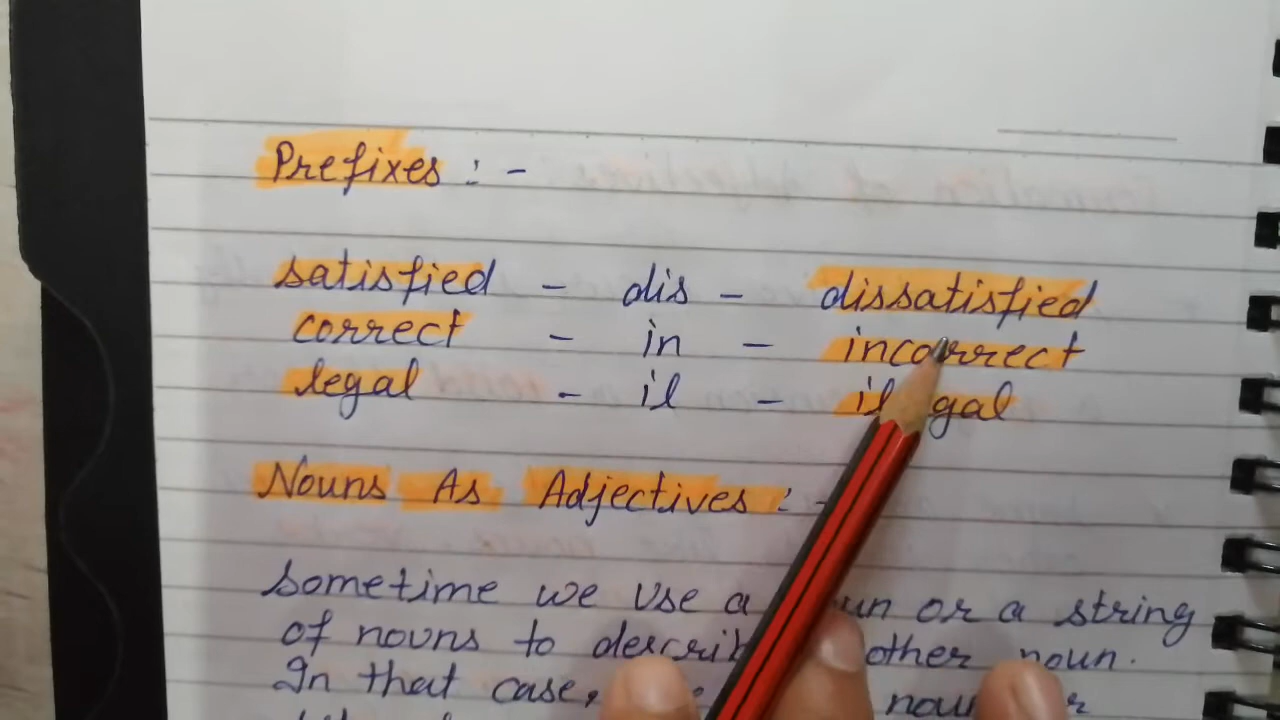 Prefixes : -
satisfied - dis - dissatisfied
correct - in - incorrect
legal - il -
Nouns As Adjectives : -
Sometime we use a or a string
of nouns to other noun.
In that case,